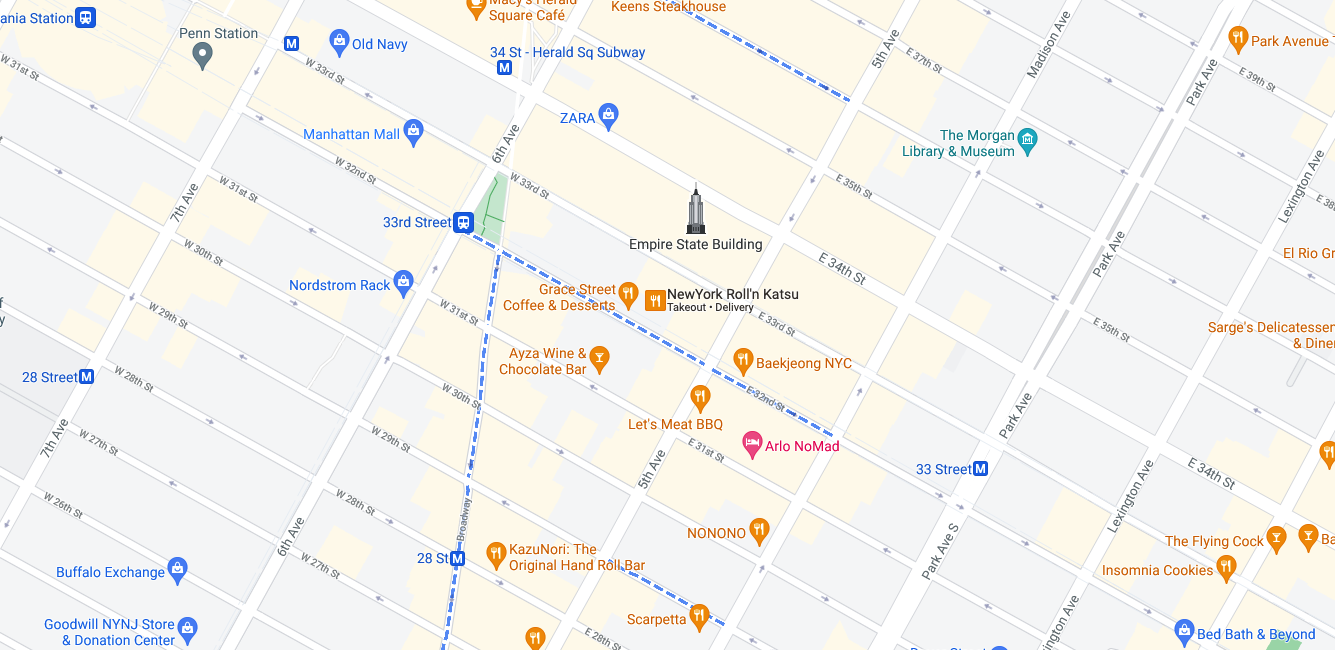 Macy's Herald
Square Café
Keens Steakhouse
ania Station
Penn Station
M
Old Navy
34 St - Herald Sq Subway
M
5th Ave
E 37th St
Madison Ave
Park Avenue
Park Ave
E 39th St
W 31st St
W 33rd St
ZARA
Manhattan Mall
6th Ave
The Morgan
Library & Museum
W 32nd St
W 33rd St
E 35th St
Lexington Ave
E 38
7th Ave
W 31st St
33rd Street
Empire State Building
W 30th St
E 34th St
Park Ave
El Rio Gr
Nordstrom Rack
Grace Street
Coffee & Desserts
NewYork Roll'n Katsu
Takeout • Delivery
W 29th St
W 31st St
E 33rd St
E 35th St
Sarge's Delicatessen
& Diner
y
Ayza Wine &
Chocolate Bar
Baekjeong NYC
28 Street M
W 28th St
W 30th St
E 32nd St
Let's Meat BBQ
Park Ave
7th Ave
W 27th St
W 29th St
E 31st St
Arlo NoMad
33 Street M
E 34th St
5th Ave
W 26th St
W 28th St
Broadway
Lexington Ave
6th Ave
NONONO
Park Ave S
The Flying Cock
Ba
28 St M
KazuNori: The
Original Hand Roll Bar
Buffalo Exchange
W 27th St
Insomnia Cookies
Goodwill NYNJ Store
& Donation Center
Scarpetta
E 28th St
ington Ave
Bed Bath & Beyond